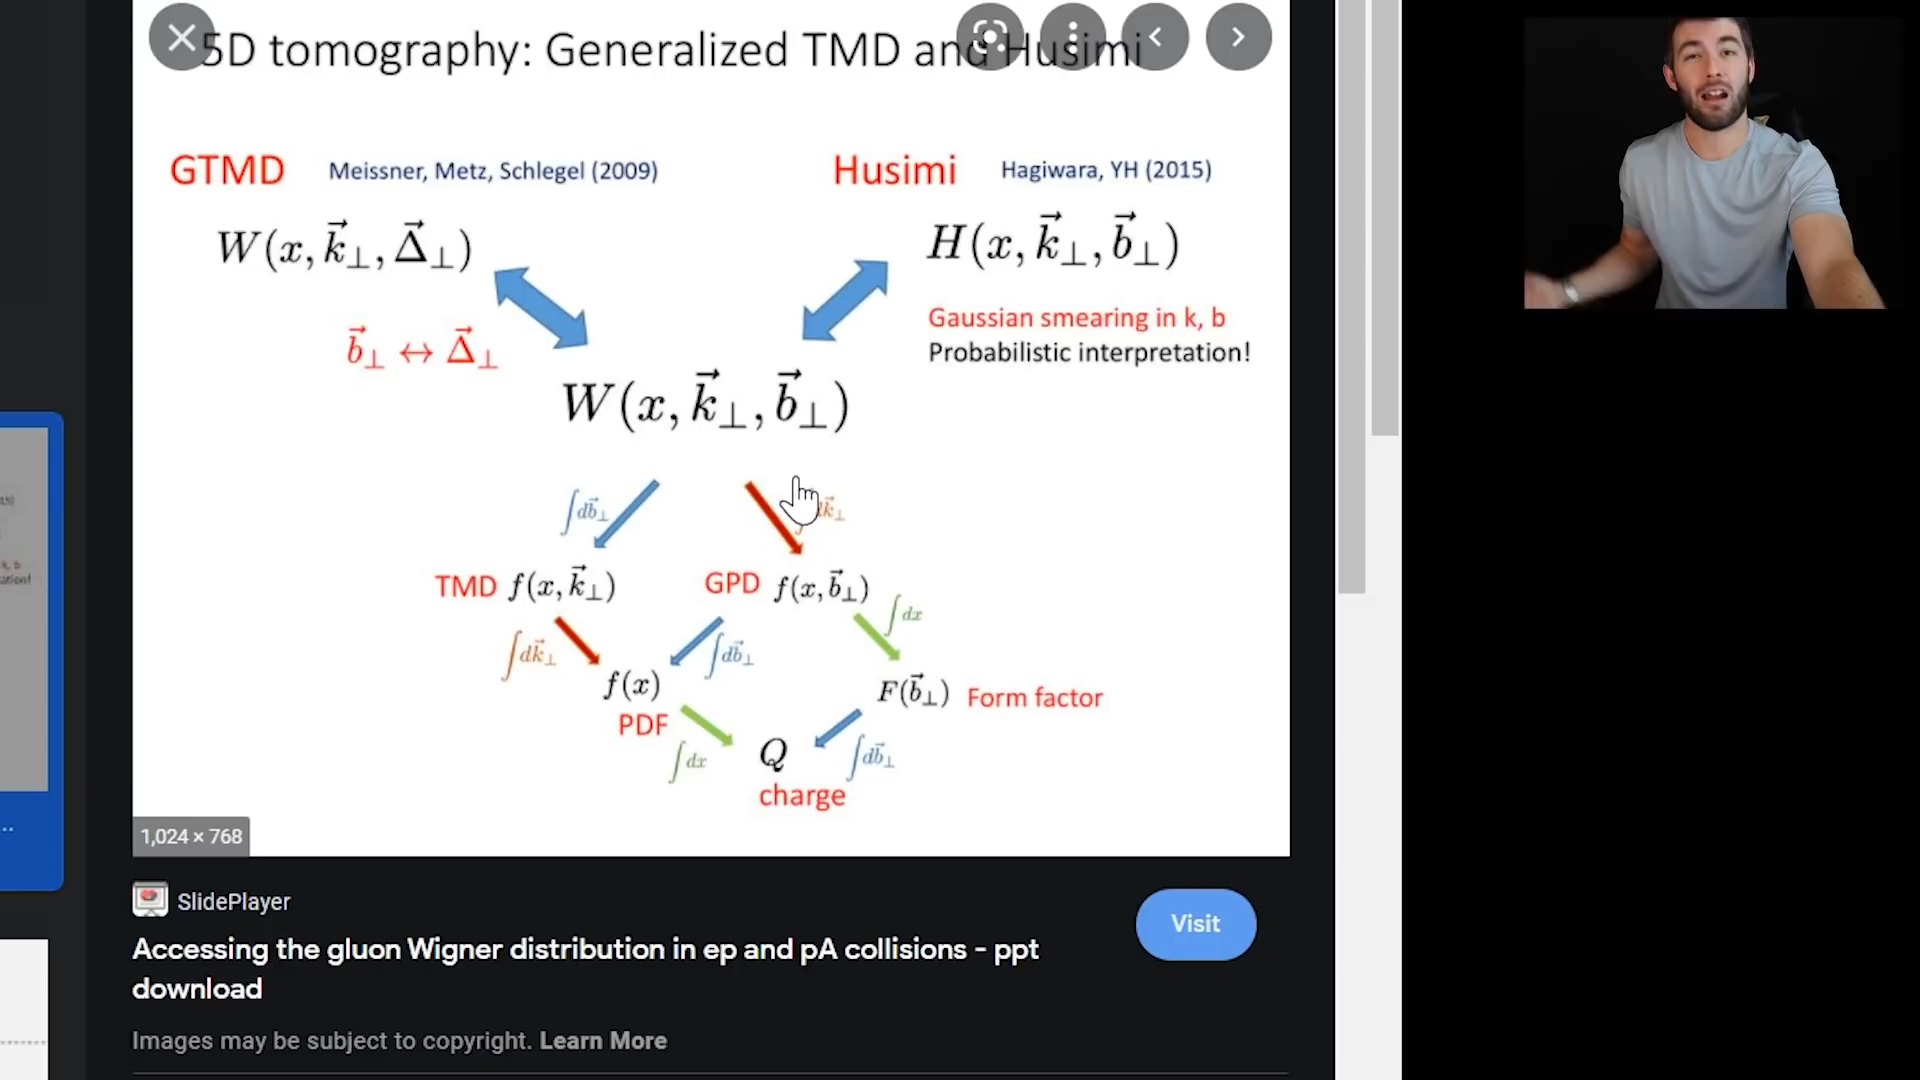 5D tomography: Generalized TMD and Husimi
GTMD Meissner, Metz, Schlegel (2009)
Husimi Hagiwara, YH (2015)
W(x, k⃗⊥, Δ⃗⊥)
H(x, k⃗⊥, b⃗⊥)
b⃗⊥ ↔ Δ⃗⊥
Gaussian smearing in k, b
Probabilistic interpretation!
W(x, k⃗⊥, b⃗⊥)
∫db⃗⊥
k⃗⊥
TMD f(x, k⃗⊥)
GPD f(x, b⃗⊥)
∫dx
∫dk⃗⊥
∫db⃗⊥
f(x)
PDF
F(b⃗⊥) Form factor
∫dx
Q
∫db⃗⊥
charge
1,024 × 768
SlidePlayer
Visit
Accessing the gluon Wigner distribution in ep and pA collisions - ppt
download
Images may be subject to copyright. Learn More